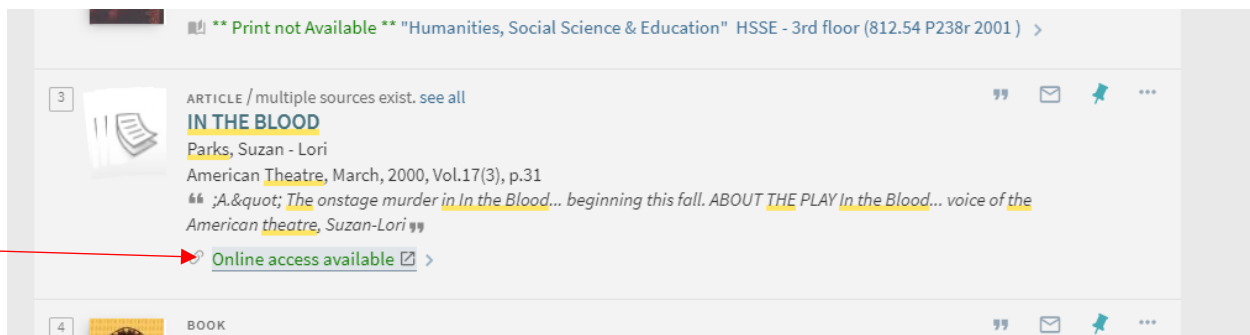 ** Print not Available ** "Humanities, Social Science & Education" HSSE - 3rd floor (812.54 P238r 2001 ) >
3
ARTICLE / multiple sources exist. see all
IN THE BLOOD
Parks, Suzan - Lori
American Theatre, March, 2000, Vol.17(3), p.31
❝ ;A.&quot; The onstage murder in In the Blood... beginning this fall. ABOUT THE PLAY In the Blood... voice of the
American theatre, Suzan-Lori ❞
Online access available >
4
BOOK